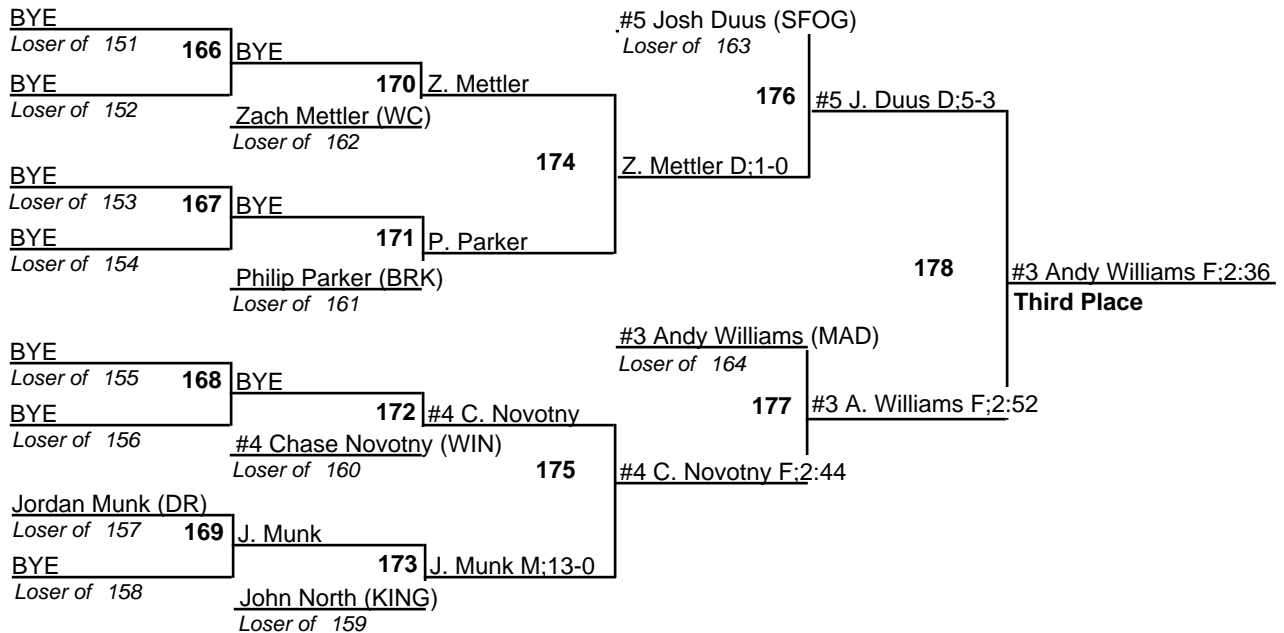 BYE
Loser of 151
166
BYE
BYE
Loser of 152
170
Z. Mettler
Zach Mettler (WC)
Loser of 162
BYE
Loser of 153
167
BYE
BYE
Loser of 154
171
P. Parker
Philip Parker (BRK)
Loser of 161
174
Z. Mettler D;1-0
#5 Josh Duus (SFOG)
Loser of 163
176
#5 J. Duus D;5-3
BYE
Loser of 155
168
BYE
BYE
Loser of 156
172
#4 C. Novotny
#4 Chase Novotny (WIN)
Loser of 160
Jordan Munk (DR)
Loser of 157
169
J. Munk
BYE
Loser of 158
173
J. Munk M;13-0
John North (KING)
Loser of 159
175
#4 C. Novotny F;2:44
#3 Andy Williams (MAD)
Loser of 164
177
#3 A. Williams F;2:52
178
#3 Andy Williams F;2:36
Third Place